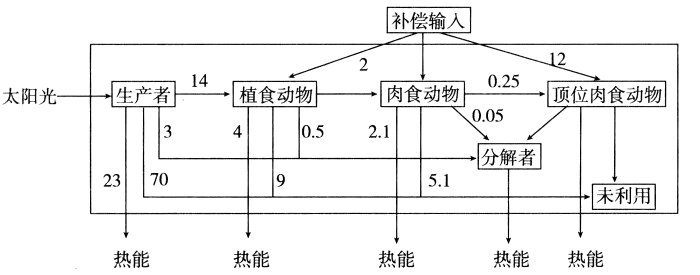 补偿输入
2
12
太阳光
生产者
14
植食动物
肉食动物
0.25
顶位肉食动物
3
4
0.5
2.1
0.05
分解者
23
70
9
5.1
未利用
热能
热能
热能
热能
热能